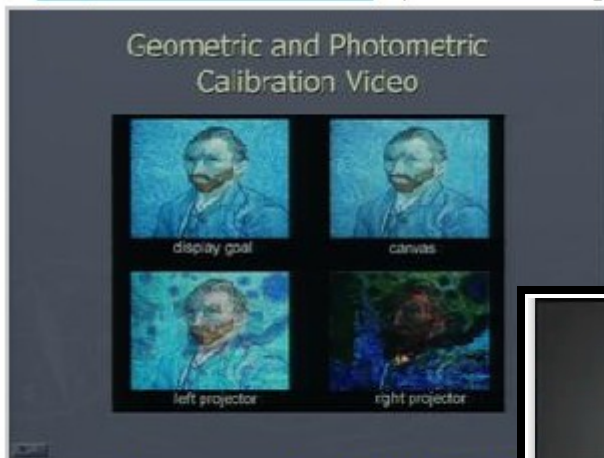 Geometric and Photometric
Calibration Video
display goal
canvas
left projector
right projector